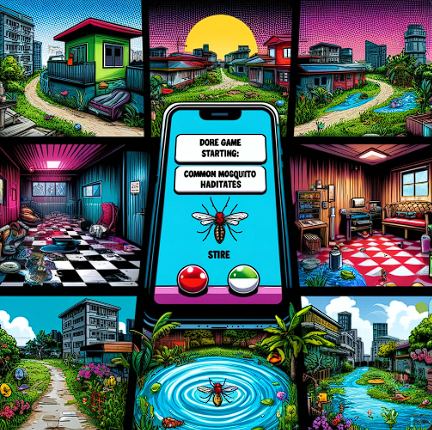 DORE GAME
STARTING:
COMMON MOSQUITO
HADITATES
STIRE